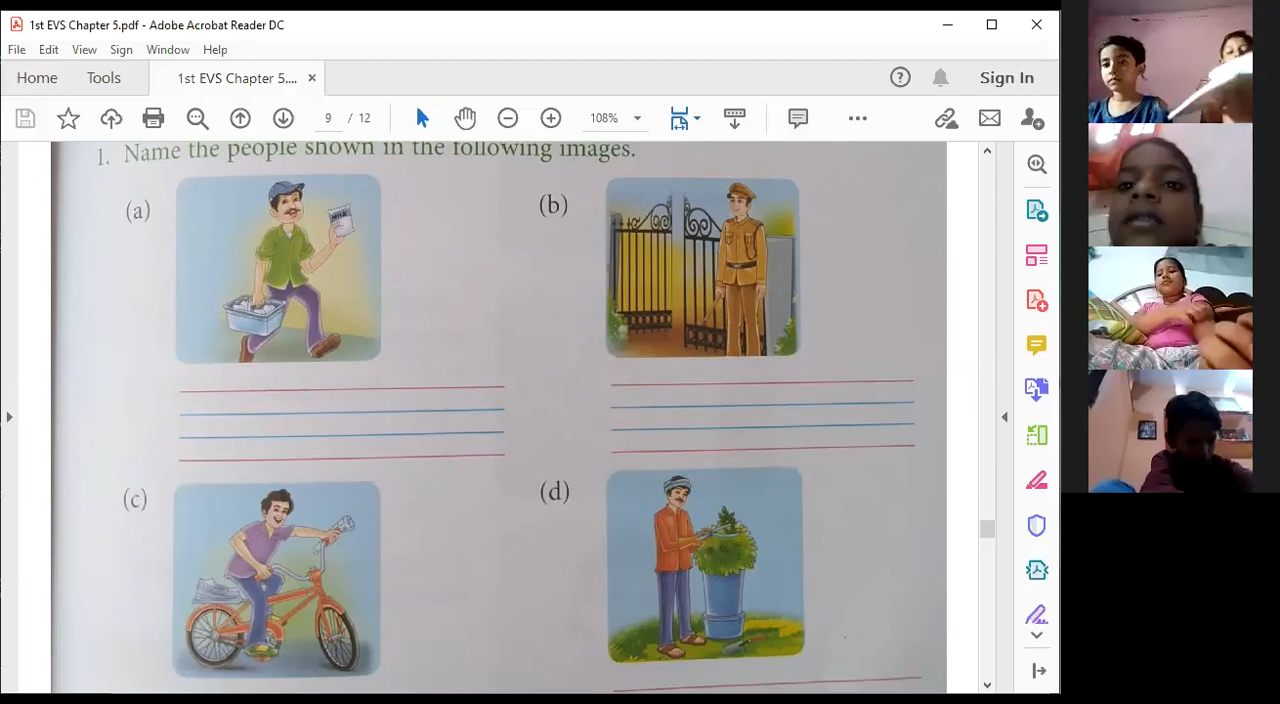 1st EVS Chapter 5.pdf - Adobe Acrobat Reader DC
File Edit View Sign Window Help
Home Tools 1st EVS Chapter 5.... × Sign In
9 / 12 108%
1. Name the people shown in the following images.
(a) (b)
MILK
(c) (d)